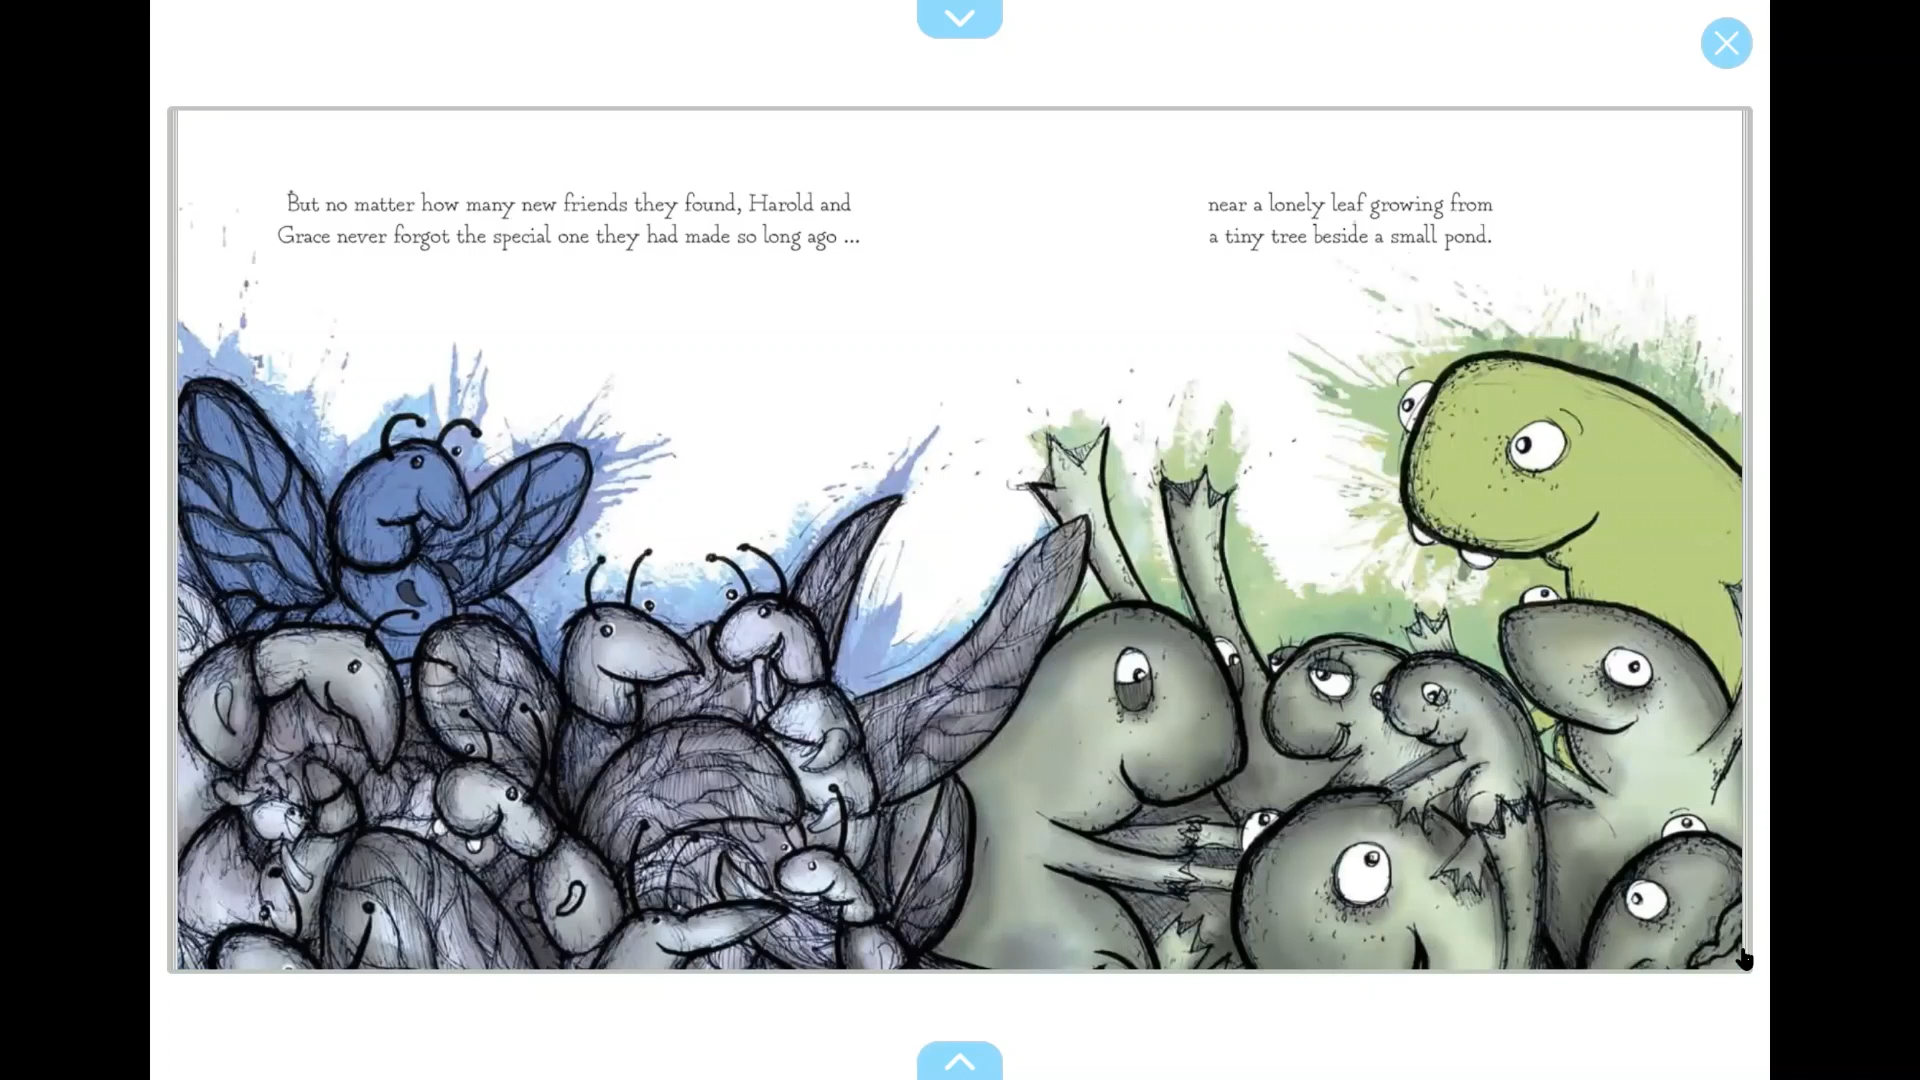 But no matter how many new friends they found, Harold and
Grace never forgot the special one they had made so long ago ...
near a lonely leaf growing from
a tiny tree beside a small pond.